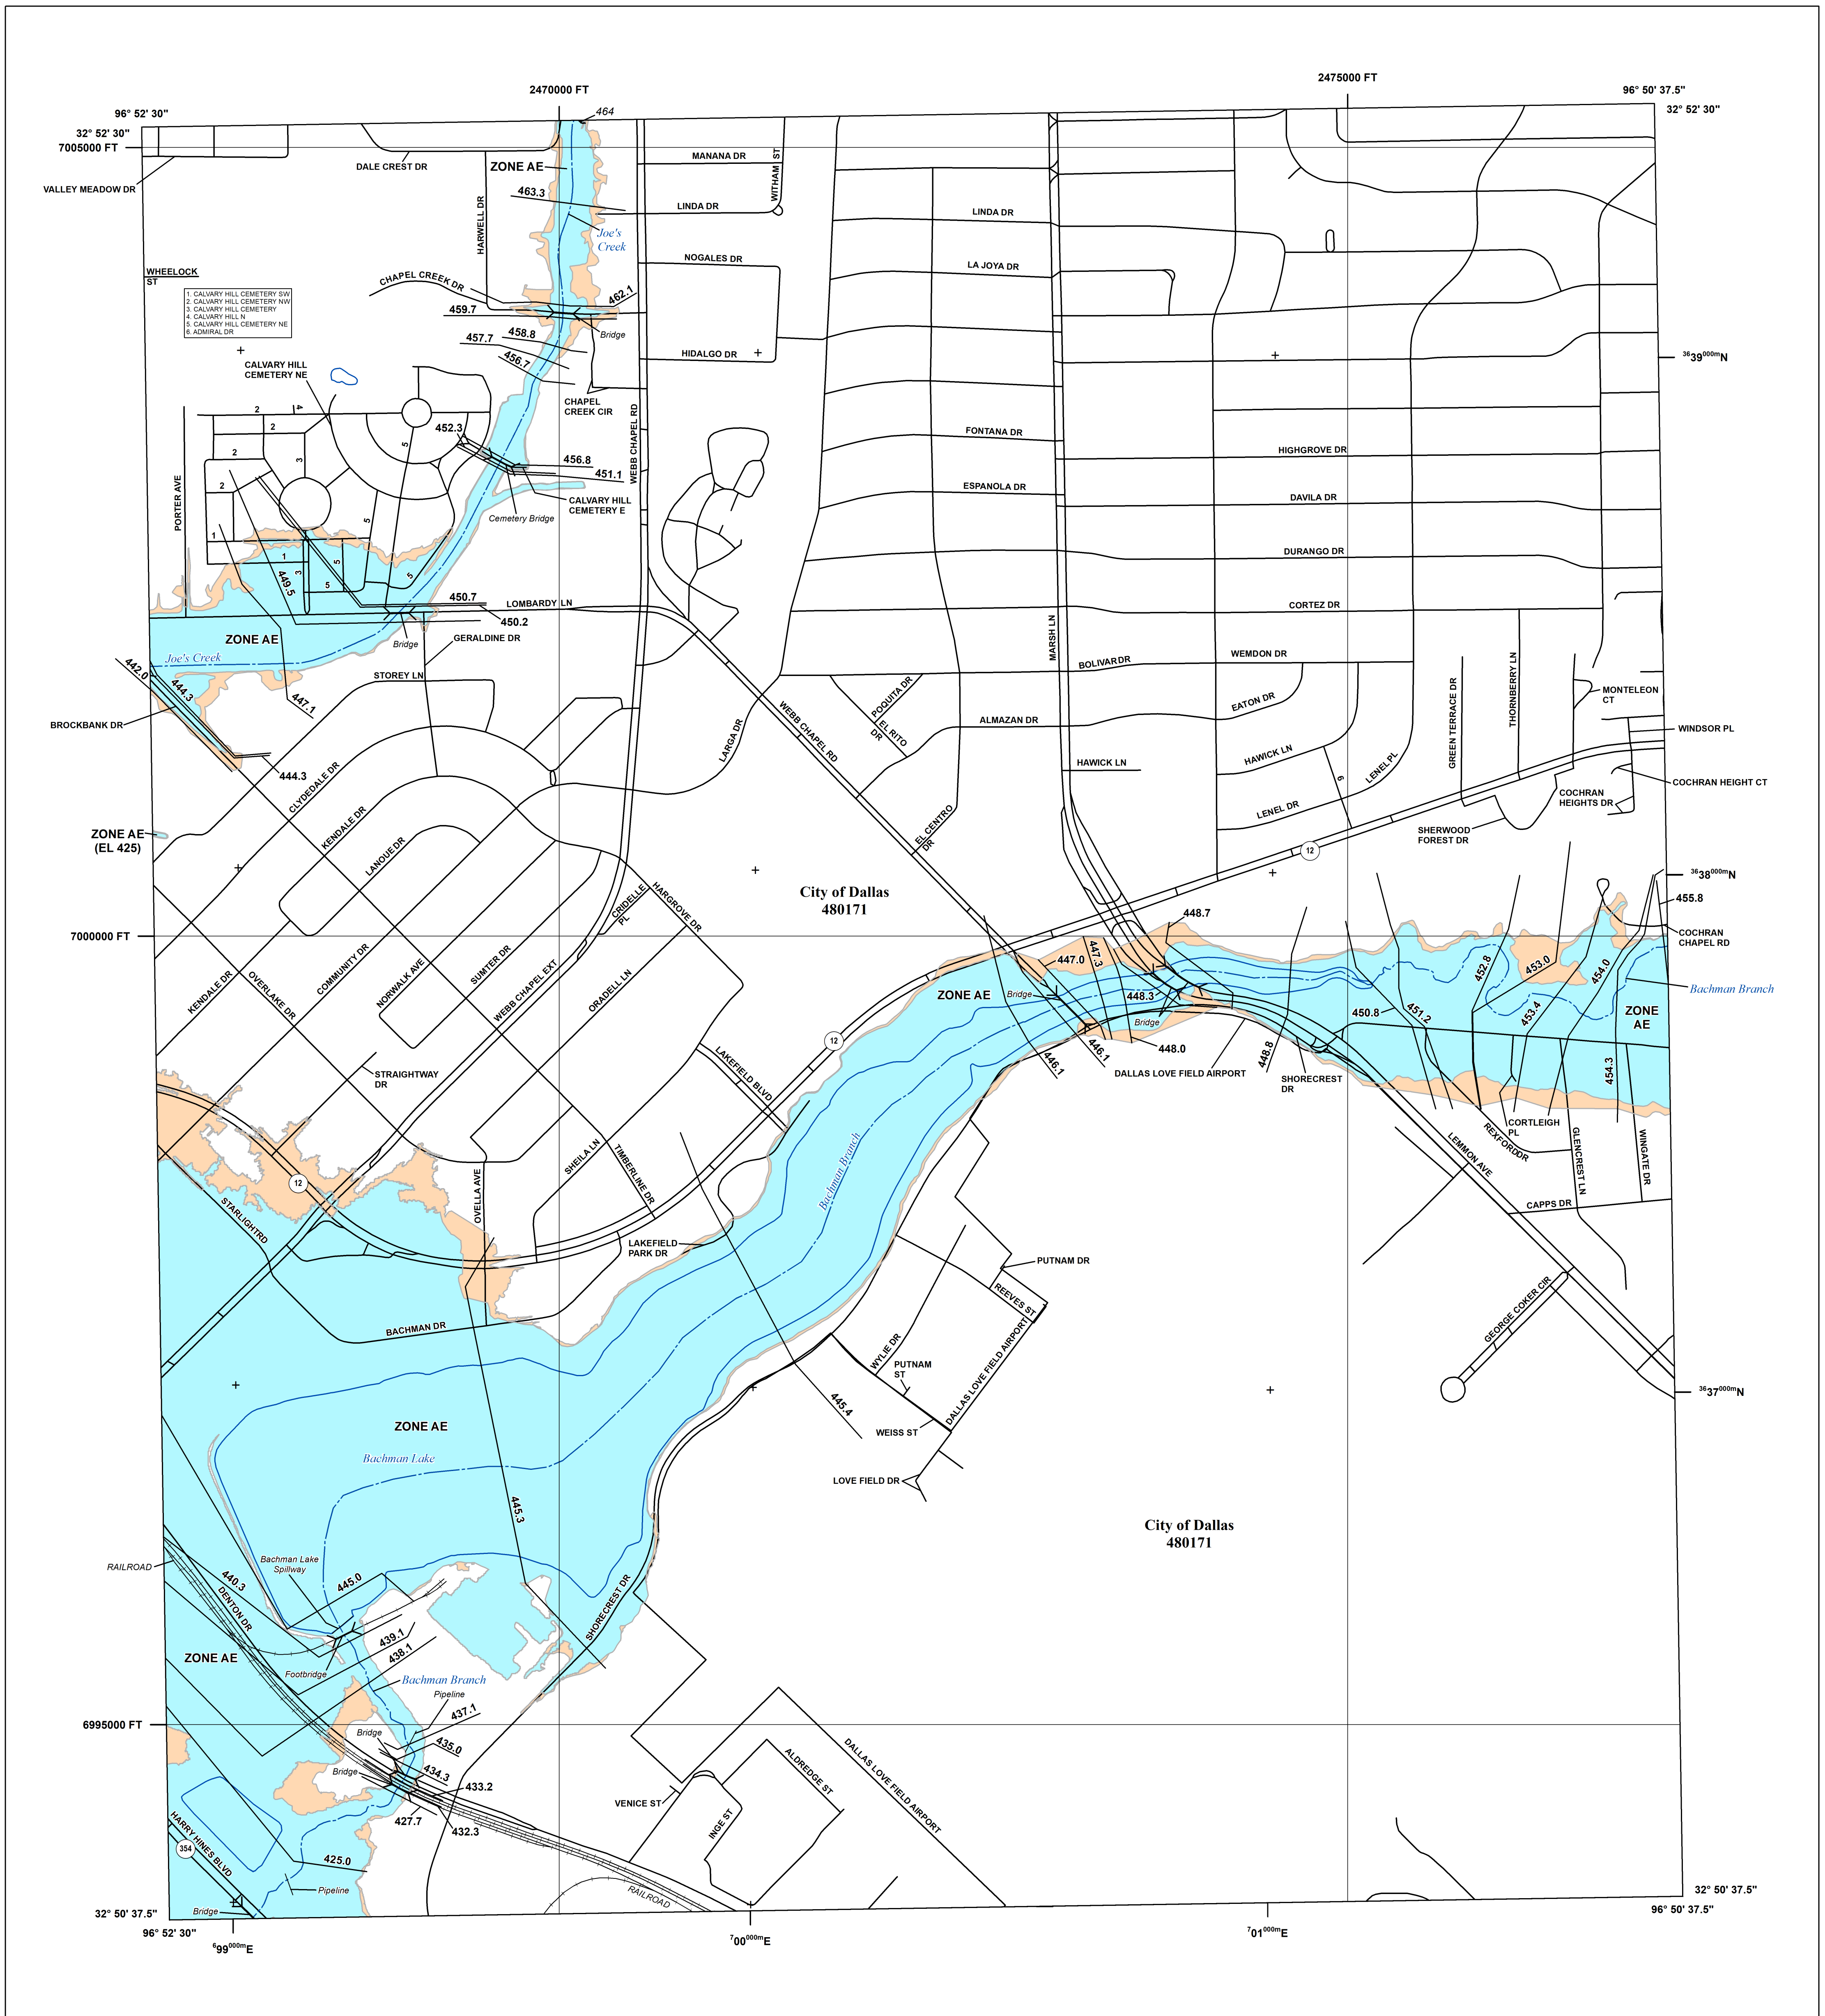 2470000 FT
2475000 FT
96° 52' 30"
96° 50' 37.5"
32° 52' 30"
32° 52' 30"
7005000 FT
464
VALLEY MEADOW DR
DALE CREST DR
ZONE AE
463.3
MANANA DR
WITHAM ST
LINDA DR
LINDA DR
HARWELL DR
Joe's
Creek
NOGALES DR
LA JOYA DR
WHEELOCK
ST
CHAPEL CREEK DR
462.1
459.7
Bridge
1. CALVARY HILL CEMETERY SW
2. CALVARY HILL CEMETERY NW
3. CALVARY HILL CEMETERY
4. CALVARY HILL N
5. CALVARY HILL CEMETERY NE
6. ADMIRAL DR
458.8
457.7
456.7
HIDALGO DR
3639000mN
CALVARY HILL
CEMETERY NE
CHAPEL
CREEK CIR
WEBB CHAPEL RD
2
4
2
5
2
3
2
452.3
456.8
451.1
FONTANA DR
HIGHGROVE DR
PORTER AVE
CALVARY HILL
CEMETERY E
Cemetery Bridge
ESPANOLA DR
DAVILA DR
5
1
1
5
3
5
5
449.5
DURANGO DR
450.7
LOMBARDY LN
450.2
CORTEZ DR
ZONE AE
Bridge
GERALDINE DR
MARSH LN
Joe's Creek
442.0
444.3
447.1
STOREY LN
BOLIVAR DR
WEMDON DR
BROCKBANK DR
POQUITA DR
EL RITO
DR
ALMAZAN DR
EATON DR
GREEN TERRACE DR
THORNBERRY LN
MONTELEON
CT
WINDSOR PL
WEBB CHAPEL RD
LARGA DR
444.3
CLYDEDALE DR
HAWICK LN
HAWICK LN
6
LENEL PL
COCHRAN HEIGHT CT
COCHRAN
HEIGHTS DR
KENDALE DR
LENEL DR
SHERWOOD
FOREST DR
ZONE AE
(EL 425)
LANOUE DR
EL CENTRO
DR
12
3638000mN
City of Dallas
480171
CRIDELLE
PL
HARGROVE DR
448.7
455.8
7000000 FT
COCHRAN
CHAPEL RD
COMMUNITY DR
SUMTER DR
NORWALK AVE
KENDALE DR
OVERLAKE DR
WEBB CHAPEL EXT
ORADELL LN
447.0
447.3
452.8
453.0
454.0
Bachman Branch
ZONE AE
Bridge
448.3
450.8
451.2
453.4
ZONE
AE
Bridge
12
446.1
446.1
448.0
448.8
454.3
DALLAS LOVE FIELD AIRPORT
SHORECREST
DR
STRAIGHTWAY
DR
LAKEFIELD BLVD
CORTLEIGH
PL
REXFORD DR
GLENCREST LN
WINGATE DR
LEMMON AVE
SHEILA LN
TIMBERLINE DR
Bachman Branch
12
STARLIGHT RD
OVELLA AVE
CAPPS DR
LAKEFIELD
PARK DR
PUTNAM DR
REEVES ST
BACHMAN DR
GEORGE COKER CIR
WYLIE DR
PUTNAM
ST
DALLAS LOVE FIELD AIRPORT
3637000mN
445.4
ZONE AE
WEISS ST
Bachman Lake
LOVE FIELD DR
445.3
City of Dallas
480171
RAILROAD
Bachman Lake
Spillway
440.3
445.0
DENTON DR
SHORECREST DR
439.1
438.1
ZONE AE
Footbridge
Bachman Branch
Pipeline
437.1
6995000 FT
Bridge
435.0
Bridge
434.3
433.2
427.7
432.3
VENICE ST
ALDREDGE ST
DALLAS LOVE FIELD AIRPORT
INGE ST
HARRY HINES BLVD
354
425.0
Pipeline
RAILROAD
Bridge
32° 50' 37.5"
32° 50' 37.5"
96° 52' 30"
96° 50' 37.5"
699000mE
700000mE
701000mE